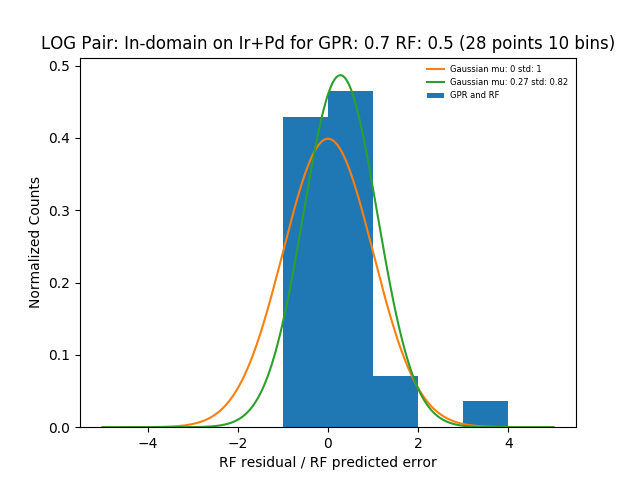 LOG Pair: In-domain on Ir+Pd for GPR: 0.7 RF: 0.5 (28 points 10 bins)
Gaussian mu: 0 std: 1
Gaussian mu: 0.27 std: 0.82
GPR and RF
0.5
0.4
0.3
0.2
0.1
0.0
Normalized Counts
−4 −2 0 2 4
RF residual / RF predicted error